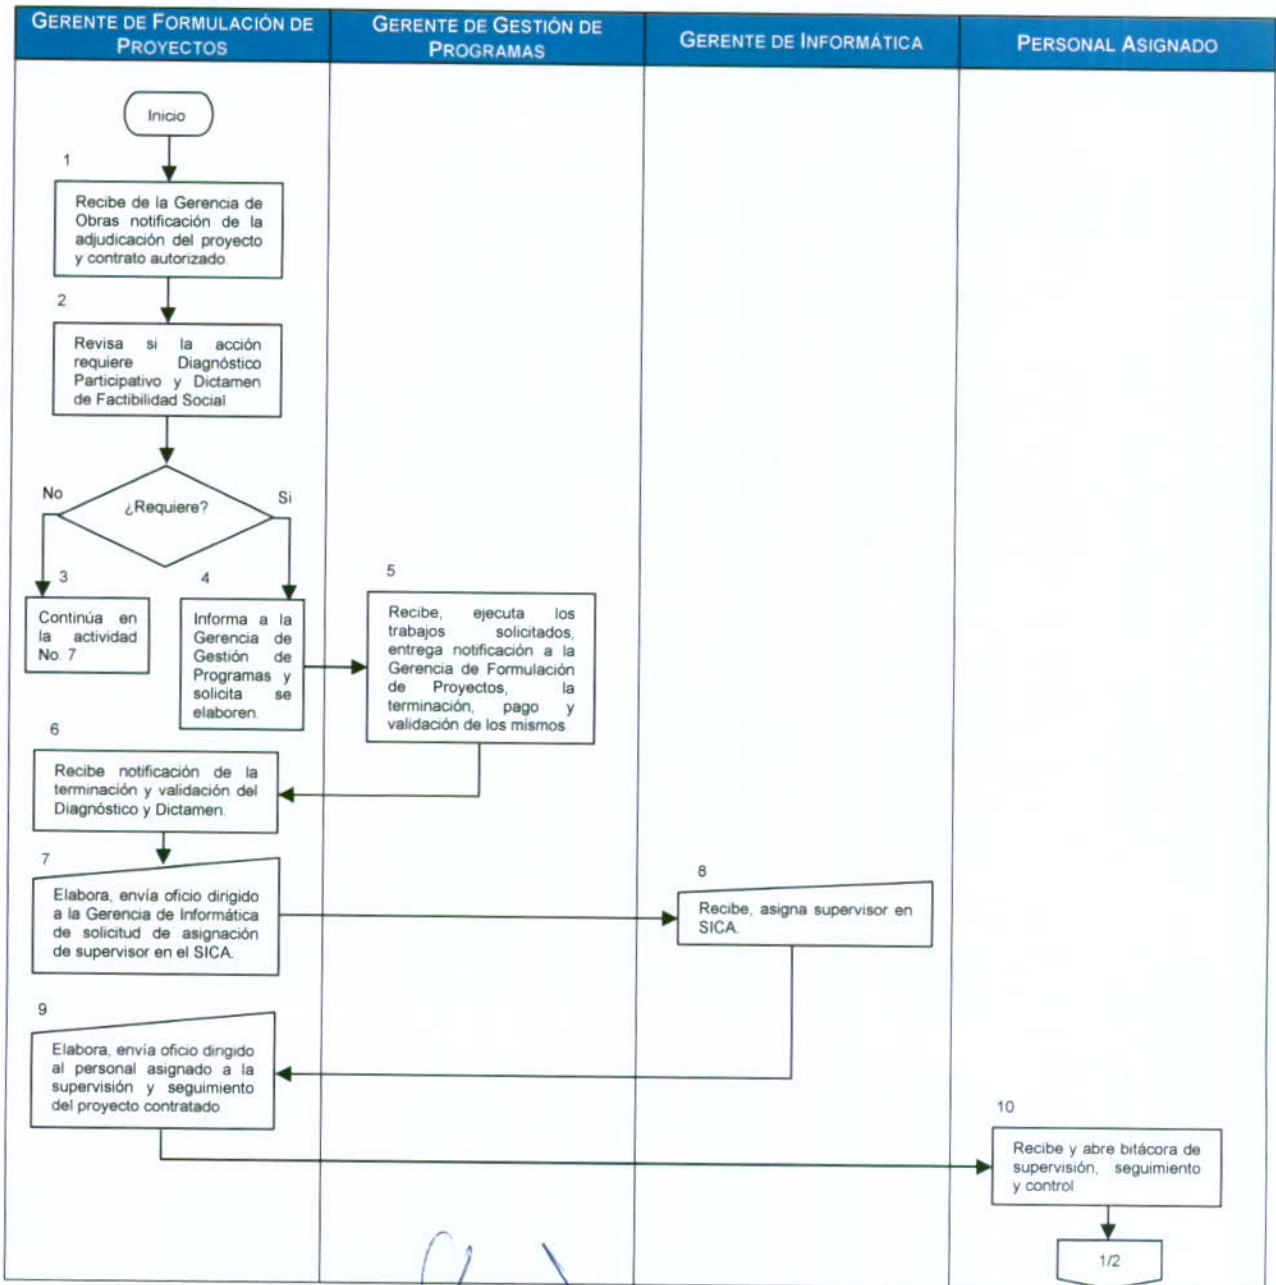 GERENTE DE FORMULACIÓN DE
PROYECTOS
GERENTE DE GESTIÓN DE
PROGRAMAS
GERENTE DE INFORMÁTICA
PERSONAL ASIGNADO
Inicio
1
Recibe de la Gerencia de
Obras notificación de la
adjudicación del proyecto
y contrato autorizado.
2
Revisa si la acción
requiere Diagnóstico
Participativo y Dictamen
de Factibilidad Social
¿Requiere?
No
Si
3
Continúa en
la actividad
No. 7
4
Informa a la
Gerencia de
Gestión de
Programas y
solicita se
elaboren.
5
Recibe, ejecuta los
trabajos solicitados,
entrega notificación a la
Gerencia de Formulación
de Proyectos, la
terminación, pago y
validación de los mismos.
6
Recibe notificación de la
terminación y validación del
Diagnóstico y Dictamen.
7
Elabora, envía oficio dirigido
a la Gerencia de Informática
de solicitud de asignación
de supervisor en el SICA.
8
Recibe, asigna supervisor en
SICA.
9
Elabora, envía oficio dirigido
al personal asignado a la
supervisión y seguimiento
del proyecto contratado.
10
Recibe y abre bitácora de
supervisión, seguimiento
y control
1/2